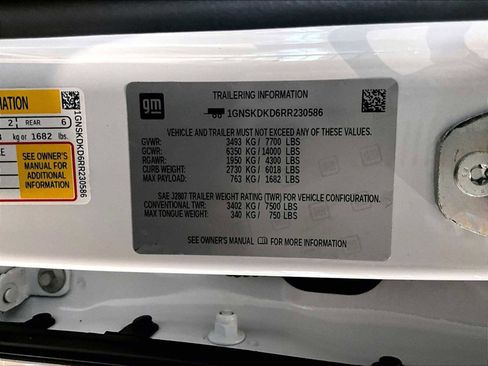 MATION
2 REAR 6
kg or 1682 lbs.
SEE OWNER'S
MANUAL FOR
ADDITIONAL
INFORMATION
1GNSKDKD6RR230586
gm
TRAILERING INFORMATION
1GNSKDKD6RR230586
VEHICLE AND TRAILER MUST NOT EXCEED ANY OF THESE VALUES.
GVWR: 3493 KG / 7700 LBS
GCWR: 6350 KG / 14000 LBS
RGAWR: 1950 KG / 4300 LBS
CURB WEIGHT: 2730 KG / 6018 LBS
MAX PAYLOAD: 763 KG / 1682 LBS
SAE J2807 TRAILER WEIGHT RATING (TWR) FOR VEHICLE CONFIGURATION.
CONVENTIONAL TWR: 3402 KG / 7500 LBS
MAX TONGUE WEIGHT: 340 KG / 750 LBS
SEE OWNER'S MANUAL FOR MORE INFORMATION